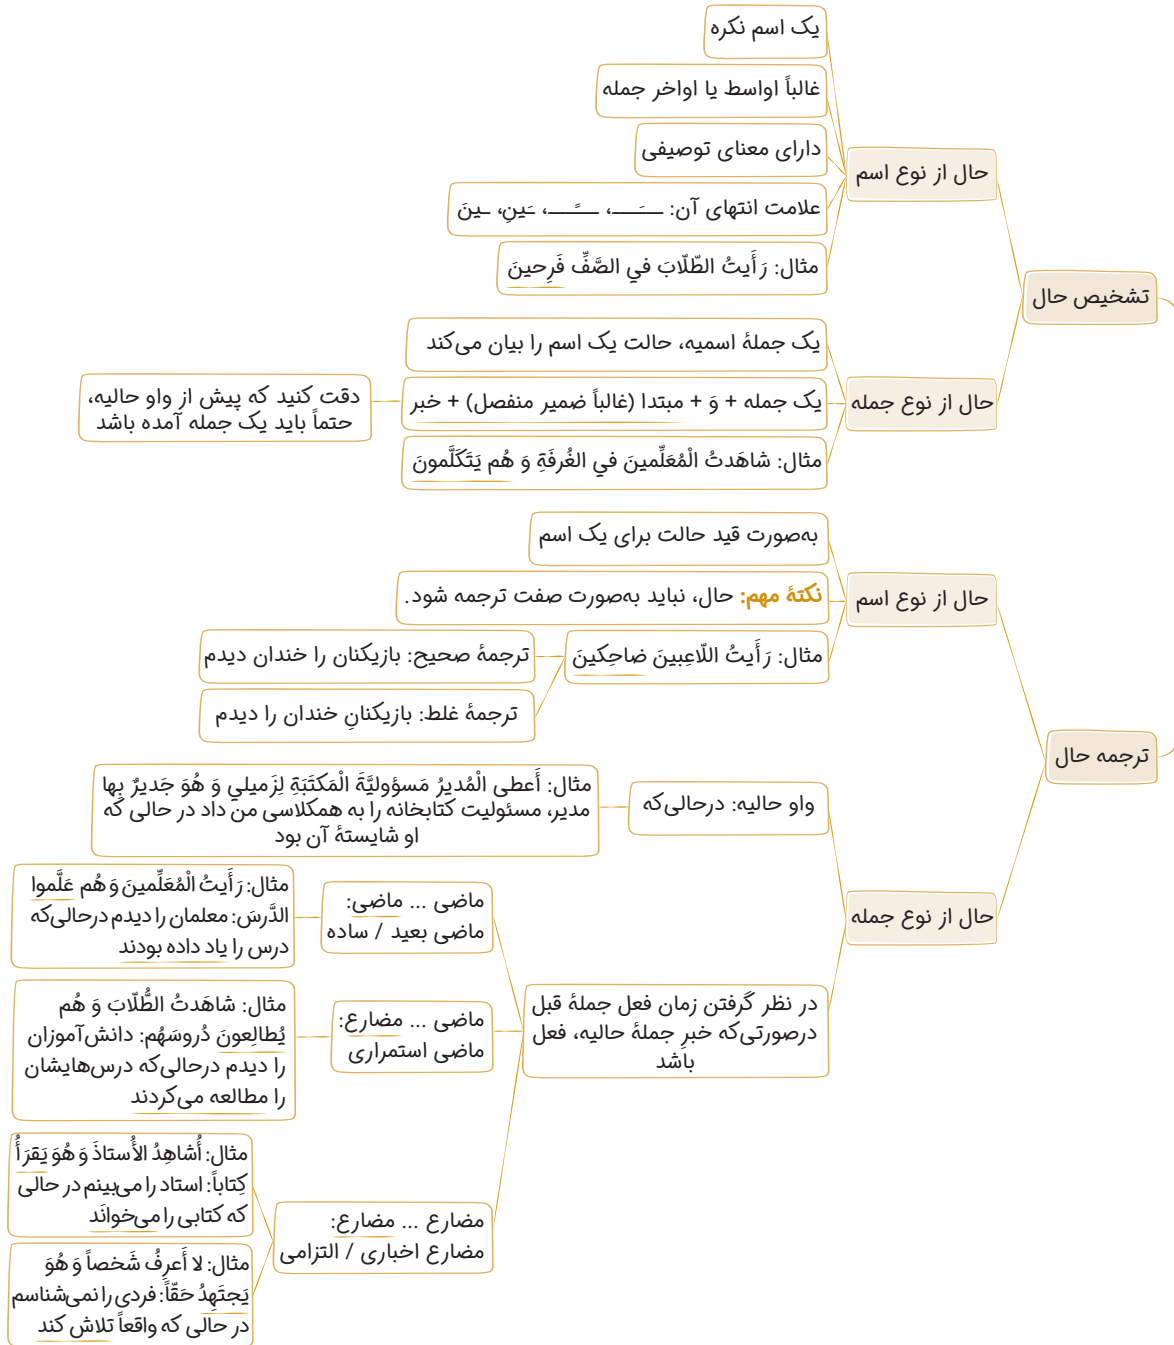 تشخیص حال
حال از نوع اسم
یک اسم نکره
غالباً اواسط یا اواخر جمله
دارای معنای توصیفی
علامت انتهای آن: ـــَـــ، ـــًـــ، ـَینِ، ـینَ
مثال: رَأَیتُ الطّلّابَ في الصَّفِّ فَرِحینَ
حال از نوع جمله
یک جملهٔ اسمیه، حالت یک اسم را بیان می‌کند
یک جمله + وَ + مبتدا (غالباً ضمیر منفصل) + خبر
دقت کنید که پیش از واو حالیه،
حتماً باید یک جمله آمده باشد
مثال: شاهَدتُ الْمُعَلِّمینَ في الغُرفَةِ وَ هُم یَتَکَلَّمونَ
ترجمه حال
حال از نوع اسم
به‌صورت قید حالت برای یک اسم
نکتهٔ مهم: حال، نباید به‌صورت صفت ترجمه شود.
مثال: رَأَیتُ اللّاعِبینَ ضاحِکینَ
ترجمهٔ صحیح: بازیکنان را خندان دیدم
ترجمهٔ غلط: بازیکنانِ خندان را دیدم
حال از نوع جمله
واو حالیه: درحالی‌که
مثال: أَعطی الْمُدیرُ مَسؤولیَّةَ الْمَکتَبَةِ لِزَمیلي وَ هُوَ جَدیرٌ بِها
مدیر، مسئولیت کتابخانه را به همکلاسی من داد در حالی که
او شایستهٔ آن بود
در نظر گرفتن زمان فعل جملهٔ قبل
درصورتی‌که خبرِ جملهٔ حالیه، فعل
باشد
ماضی ... ماضی:
ماضی بعید / ساده
مثال: رَأَیتُ الْمُعَلِّمینَ وَ هُم عَلَّموا
الدَّرسَ: معلمان را دیدم درحالی‌که
درس را یاد داده بودند
ماضی ... مضارع:
ماضی استمراری
مثال: شاهَدتُ الطُّلّابَ وَ هُم
یُطالِعونَ دُروسَهُم: دانش‌آموزان
را دیدم درحالی‌که درس‌هایشان
را مطالعه می‌کردند
مضارع ... مضارع:
مضارع اخباری / التزامی
مثال: أُشاهِدُ الأُستاذَ وَ هُوَ یَقرَأُ
کِتاباً: استاد را می‌بینم در حالی
که کتابی را می‌خوانَد
مثال: لا أَعرِفُ شَخصاً وَ هُوَ
یَجتَهِدُ حَقّاً: فردی را نمی‌شناسم
در حالی که واقعاً تلاش کند